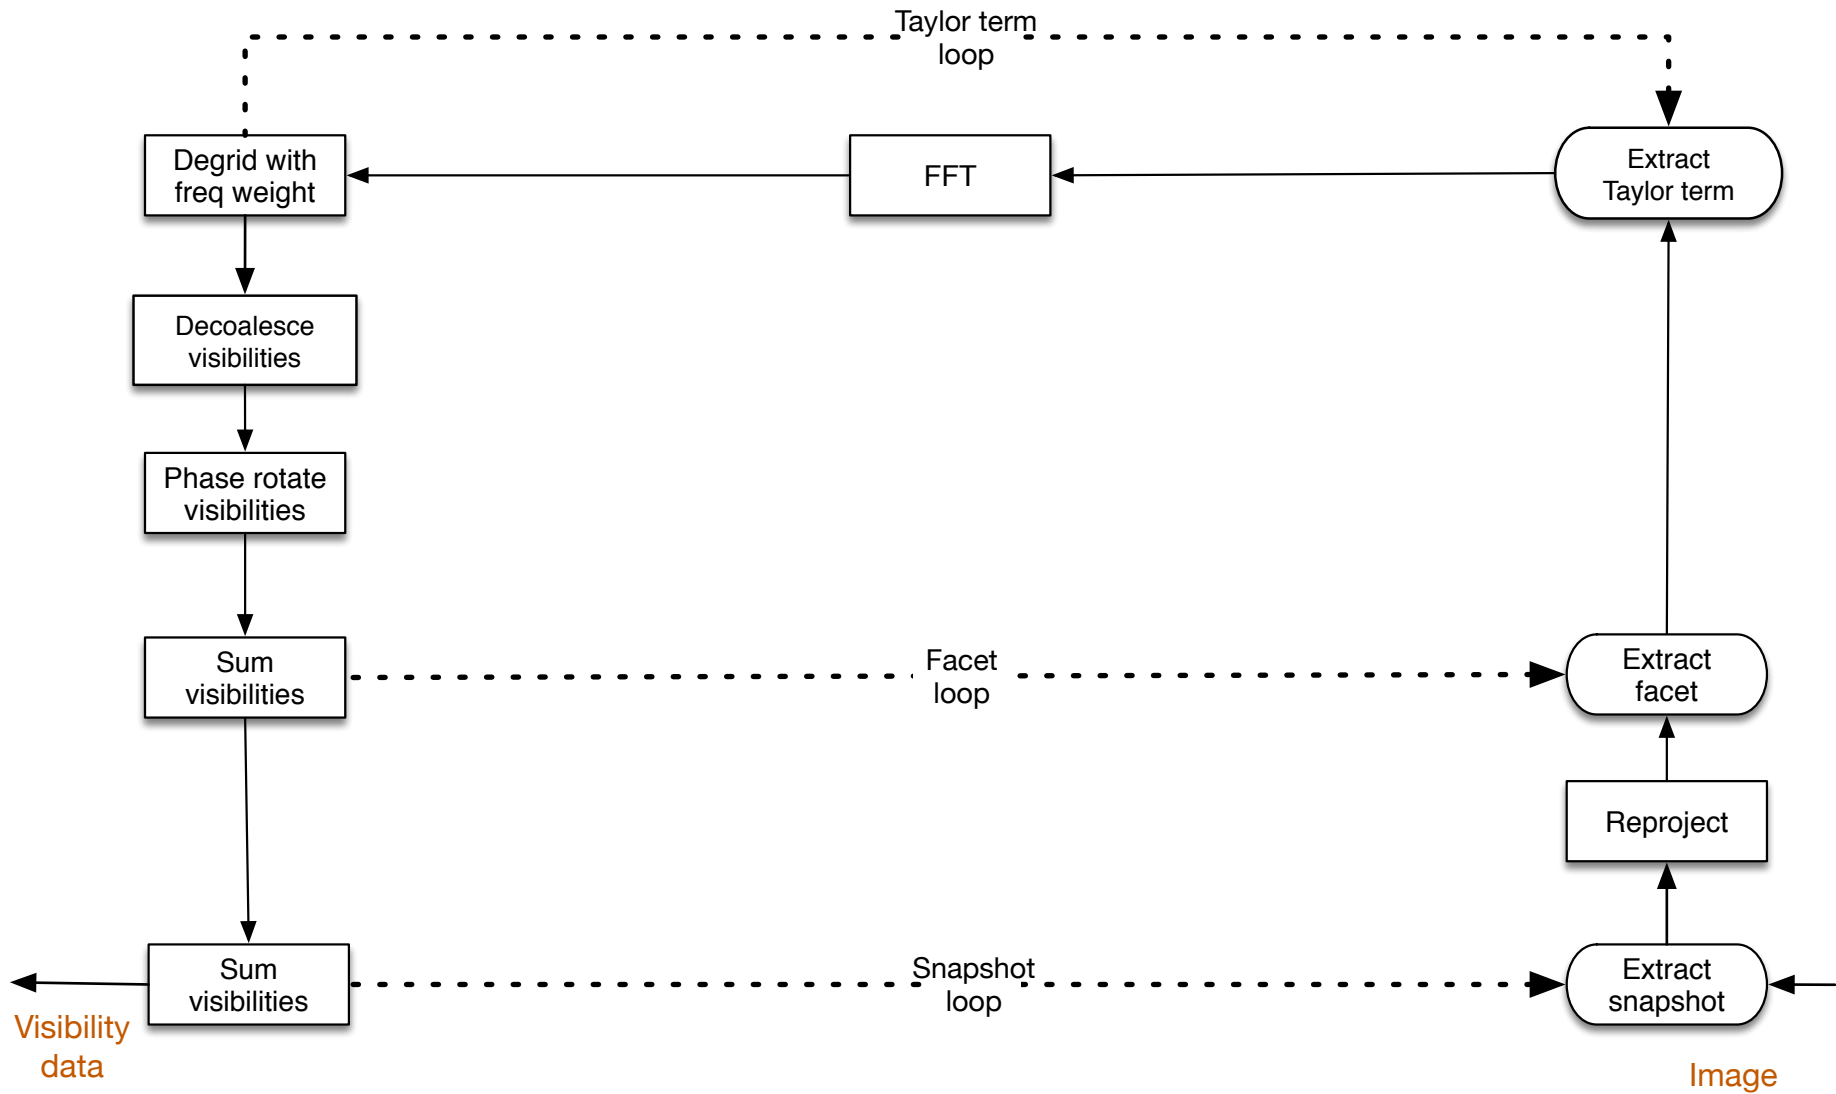 Taylor term
loop
Degrid with
freq weight
FFT
Extract
Taylor term
Decoalesce
visibilities
Phase rotate
visibilities
Sum
visibilities
Facet
loop
Extract
facet
Reproject
Sum
visibilities
Snapshot
loop
Extract
snapshot
Visibility
data
Image